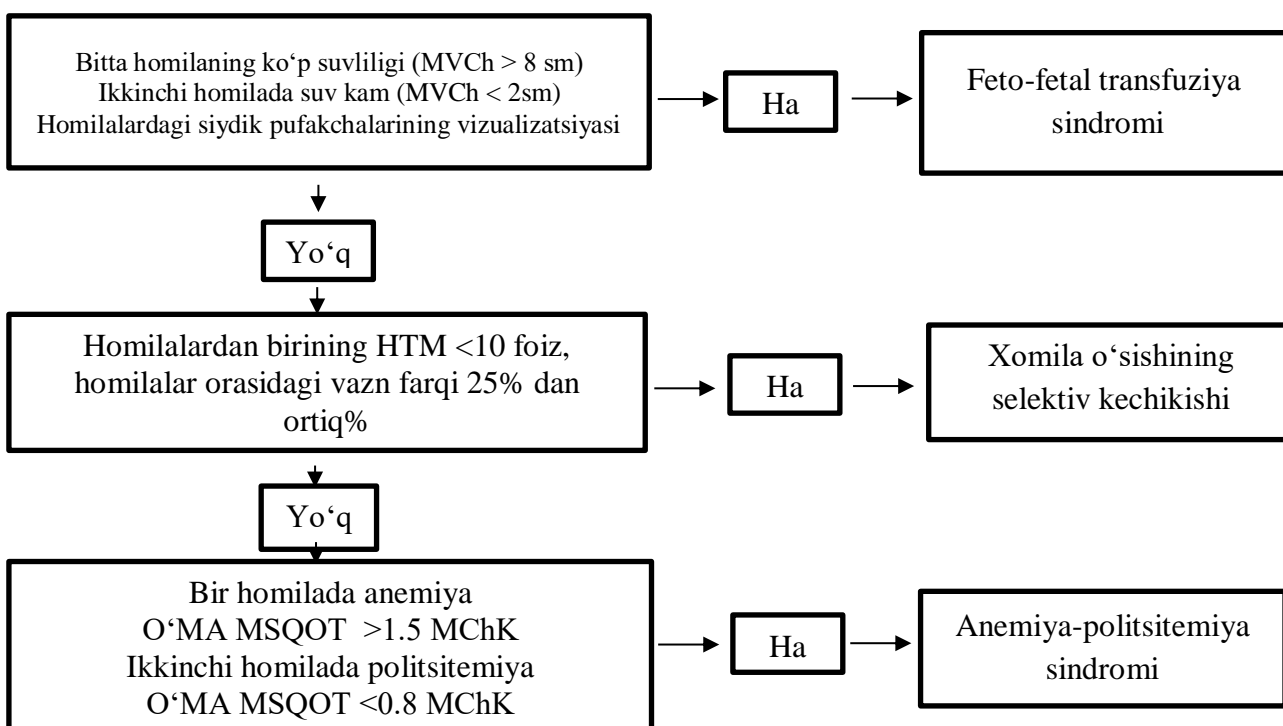 Bitta homilaning ko‘p suvliligi (MVCh > 8 sm)
Ikkinchi homilada suv kam (MVCh < 2sm)
Homilalardagi siydik pufakchalarining vizualizatsiyasi
Ha
Feto-fetal transfuziya
sindromi
Yo‘q
Homilalardan birining HTM <10 foiz,
homilalar orasidagi vazn farqi 25% dan
ortiq%
Ha
Xomila o‘sishining
selektiv kechikishi
Yo‘q
Bir homilada anemiya
O‘MA MSQOT >1.5 MChK
Ikkinchi homilada politsitemiya
O‘MA MSQOT <0.8 MChK
Ha
Anemiya-politsitemiya
sindromi